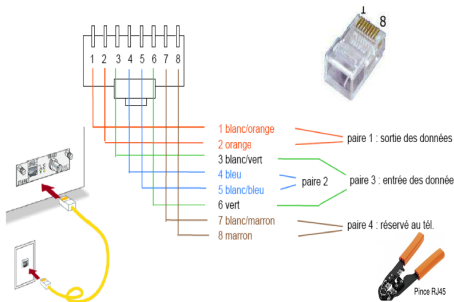 1
8
1 2 3 4 5 6 7 8
1 blanc/orange
2 orange
paire 1 : sortie des données
3 blanc/vert
4 bleu
paire 2
5 blanc/bleu
paire 3 : entrée des donnée
6 vert
7 blanc/marron
paire 4 : réservé au tél.
8 marron
Pince RJ45